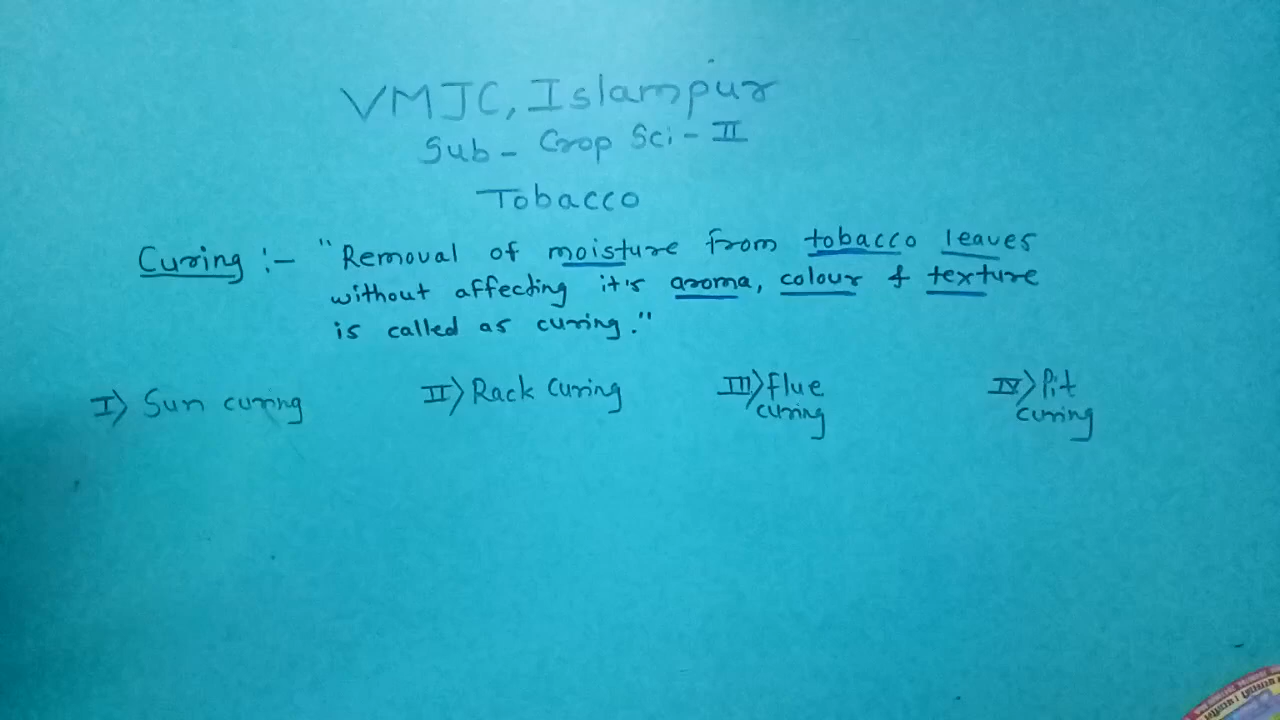 VMJC, Islampur
Sub - Crop Sci - II
Tobacco
Curing :- "Removal of moisture from tobacco leaves
without affecting it's aroma, colour & texture
is called as curing."
I) Sun curing II) Rack Curing III) Flue curing IV) Pit curing